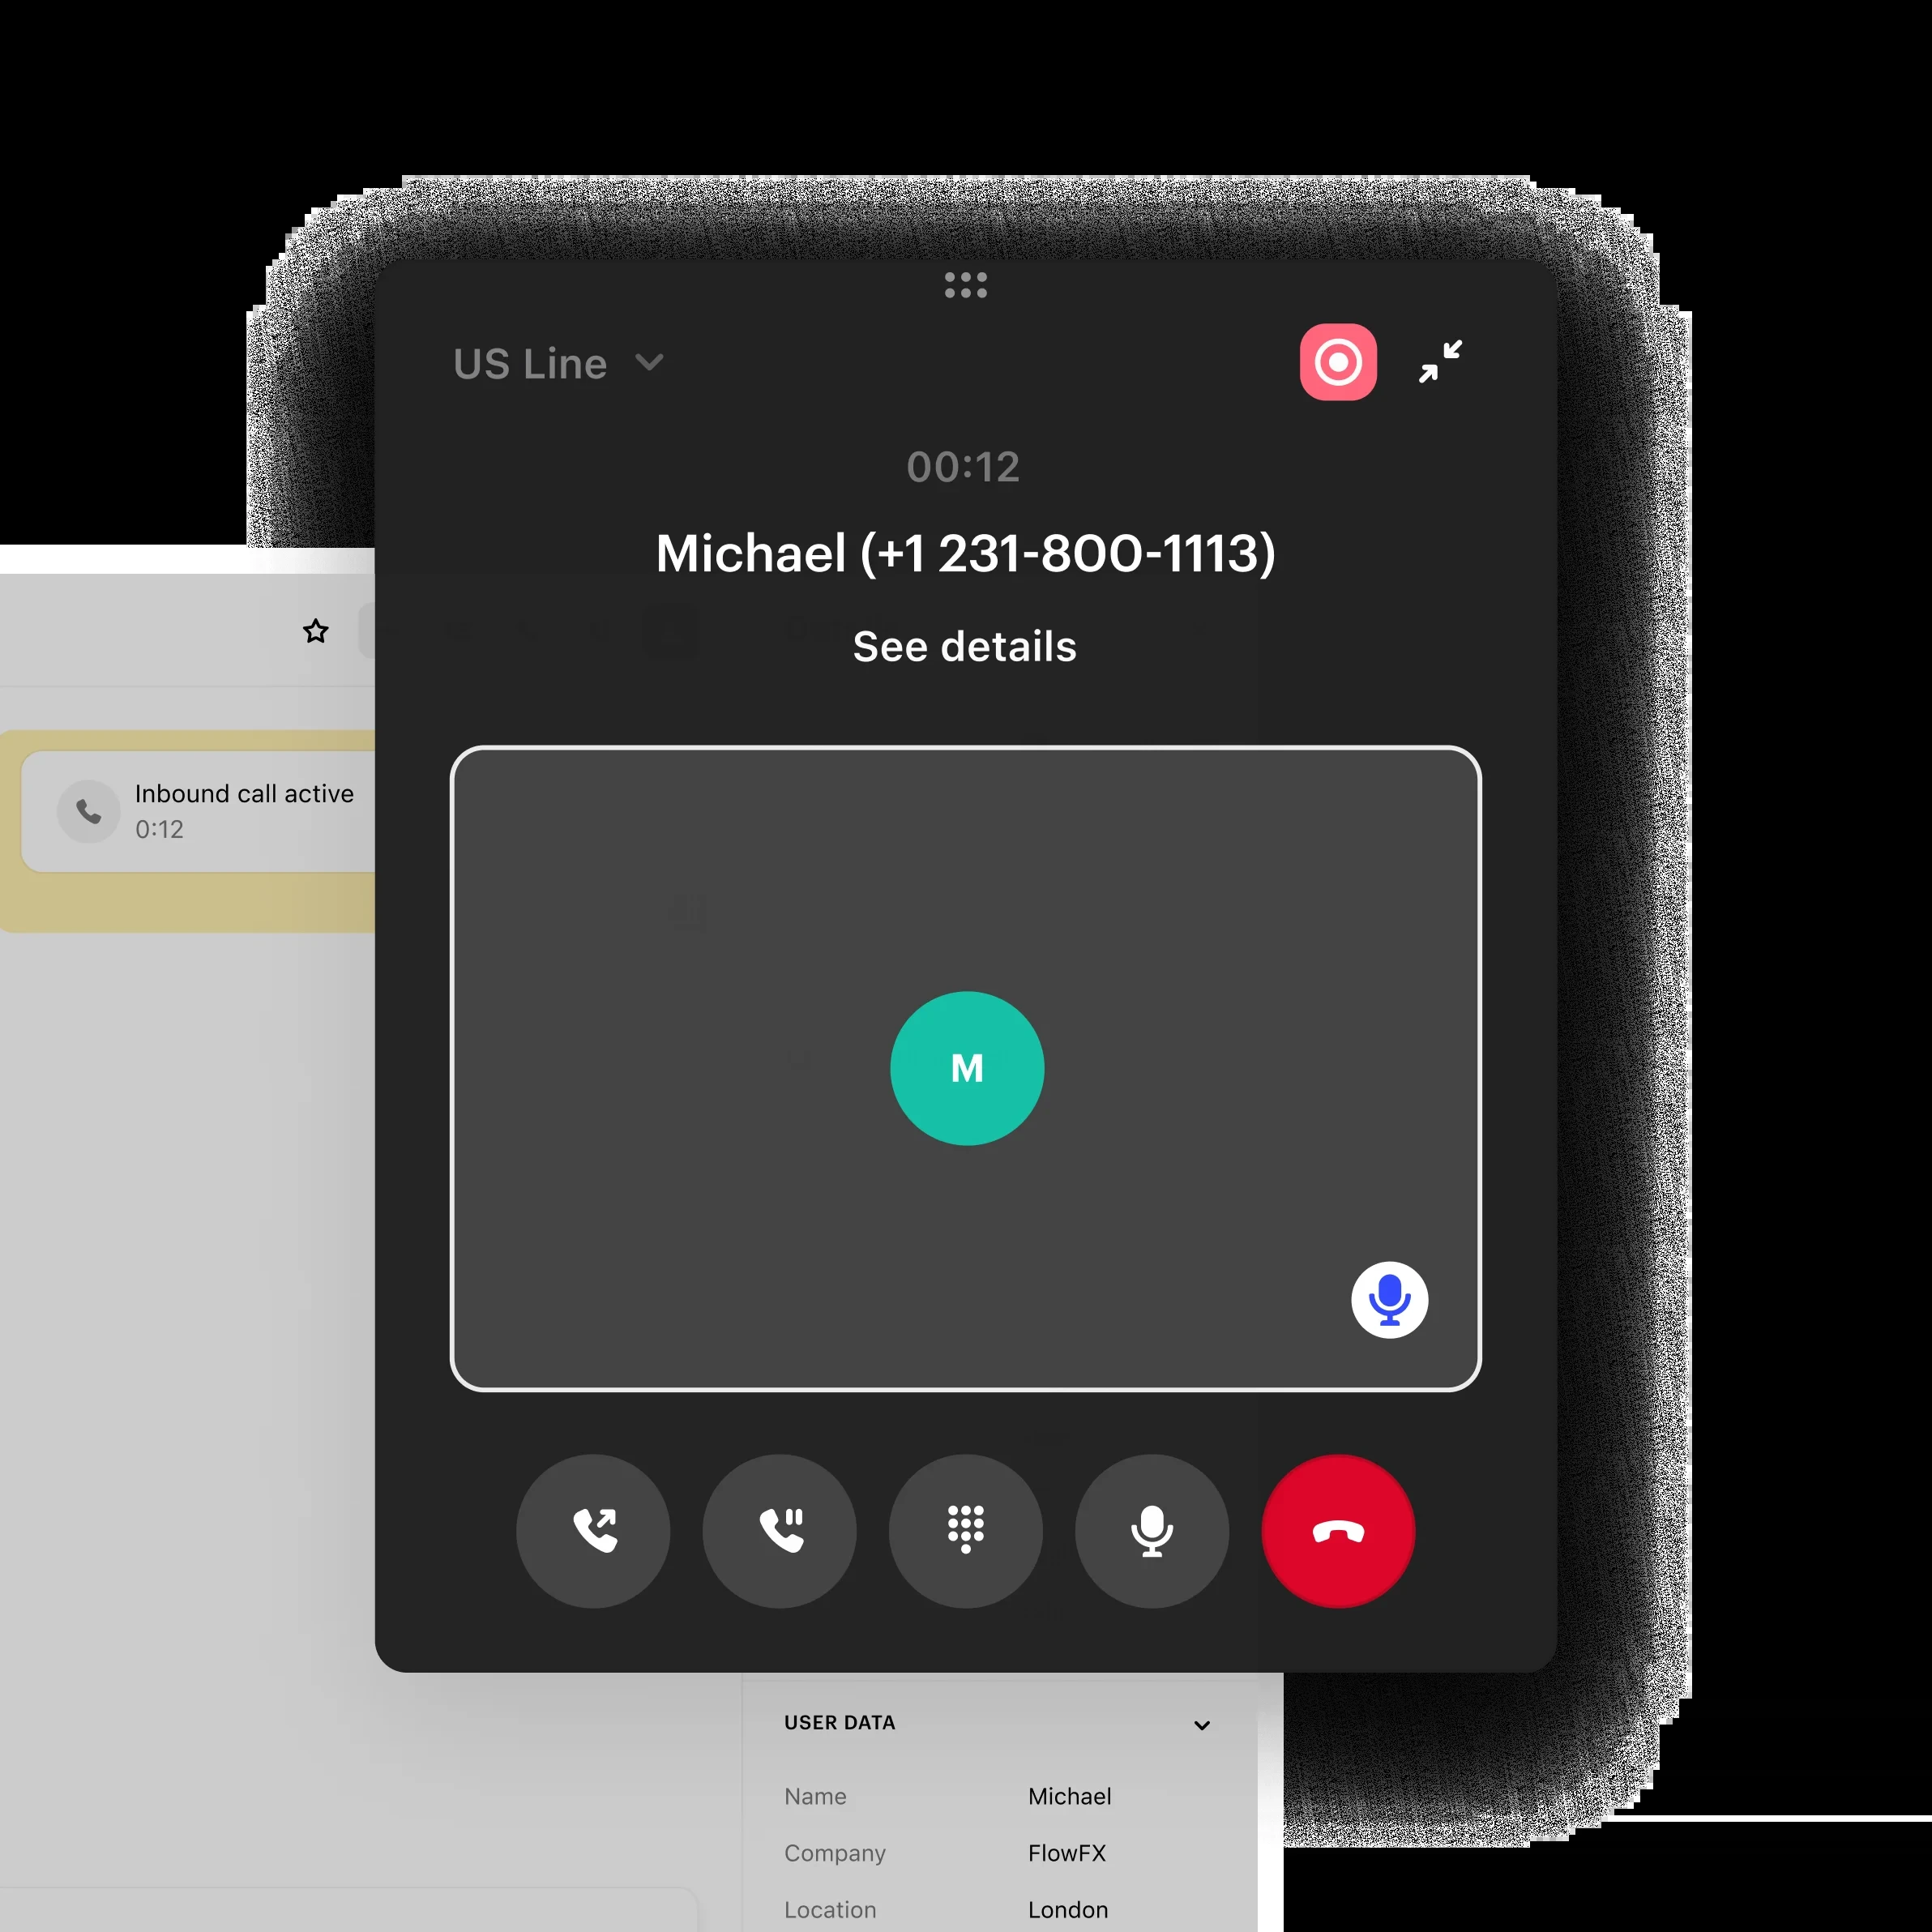 US Line
00:12
Michael (+1 231-800-1113)
See details
Inbound call active
0:12
M
USER DATA
Name Michael
Company FlowFX
Location London